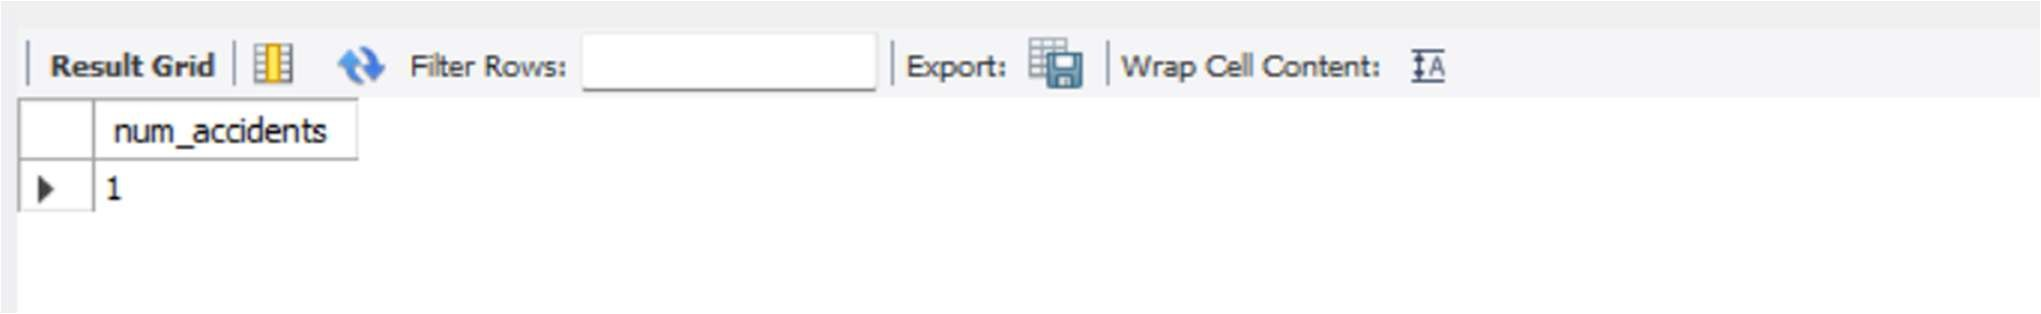 Result Grid Filter Rows: Export: Wrap Cell Content: A
num_accidents
1